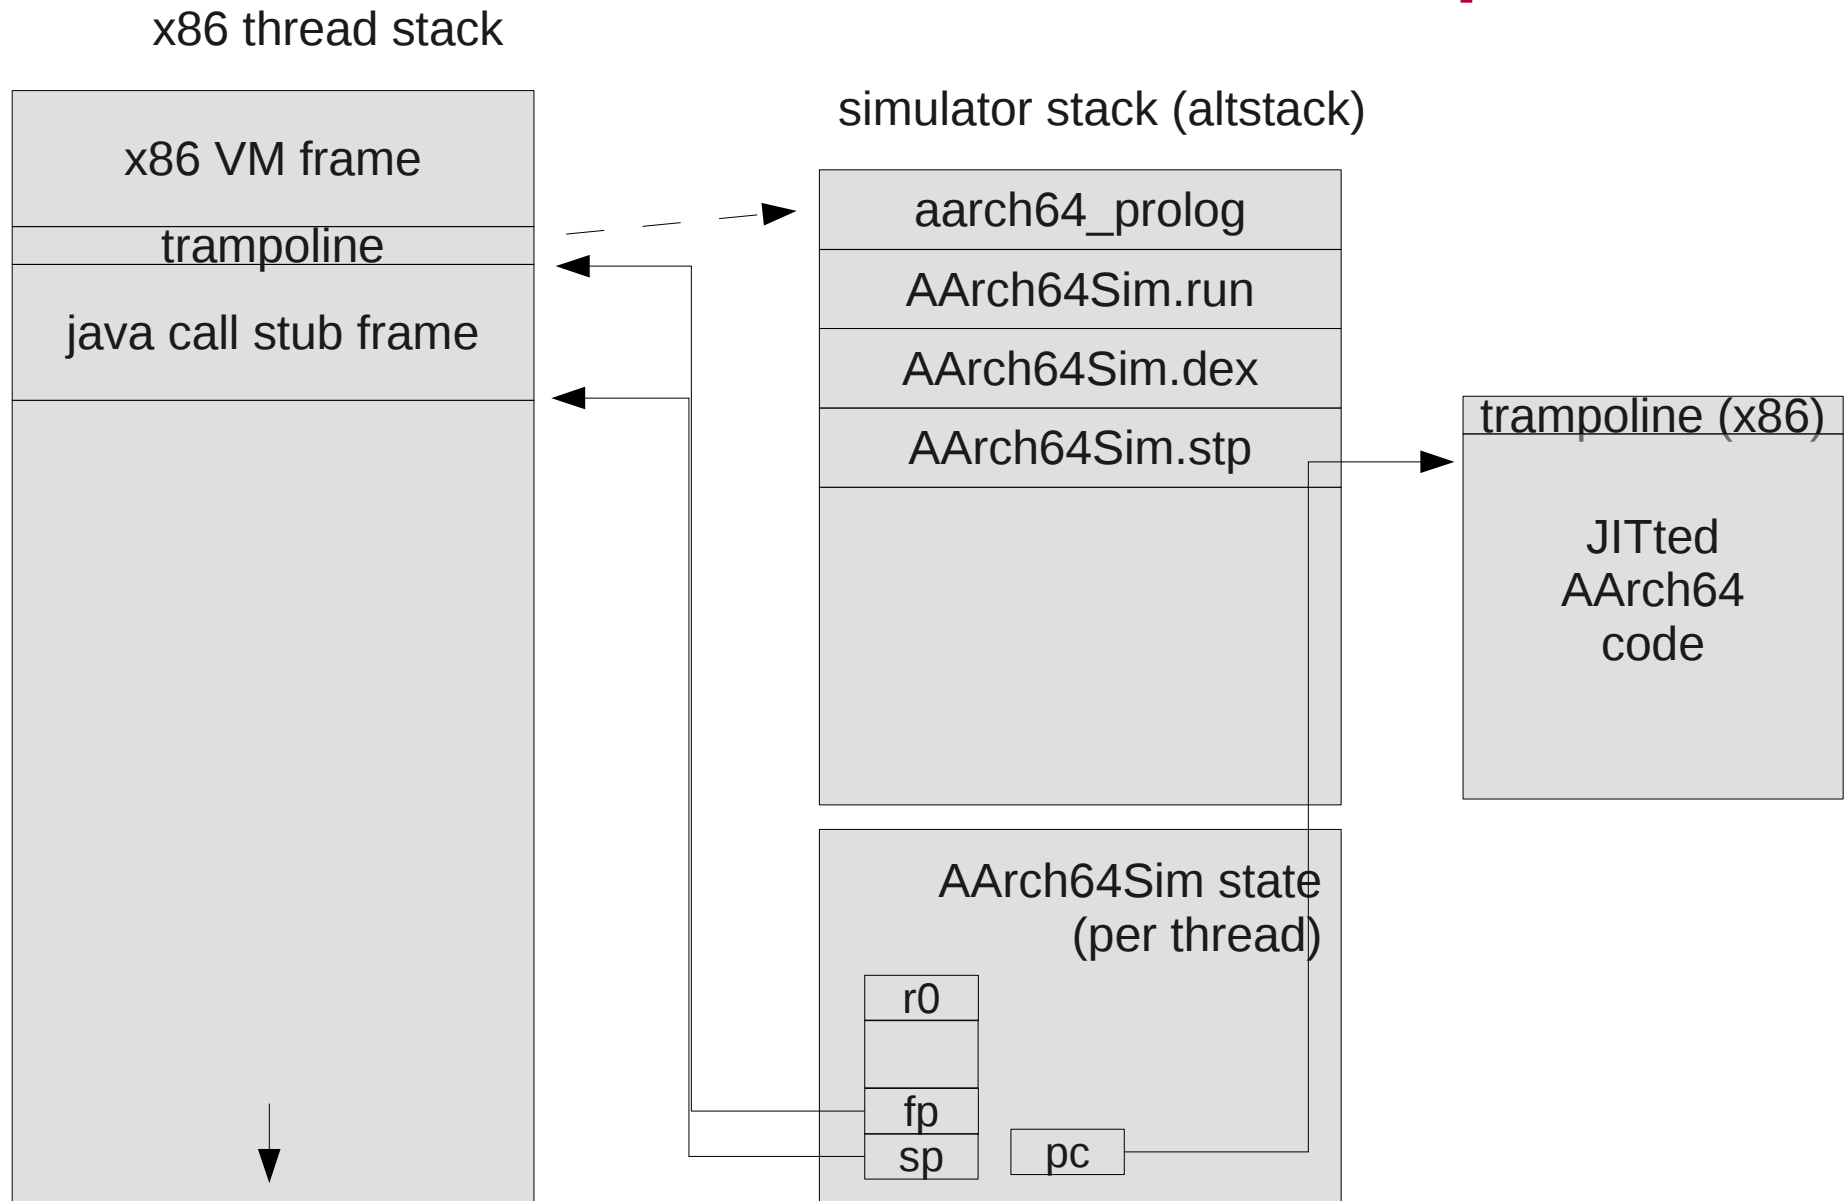 x86 thread stack
x86 VM frame
trampoline
java call stub frame
simulator stack (altstack)
aarch64_prolog
AArch64Sim.run
AArch64Sim.dex
AArch64Sim.stp
trampoline (x86)
JITted
AArch64
code
AArch64Sim state
(per thread)
r0
fp
sp
pc